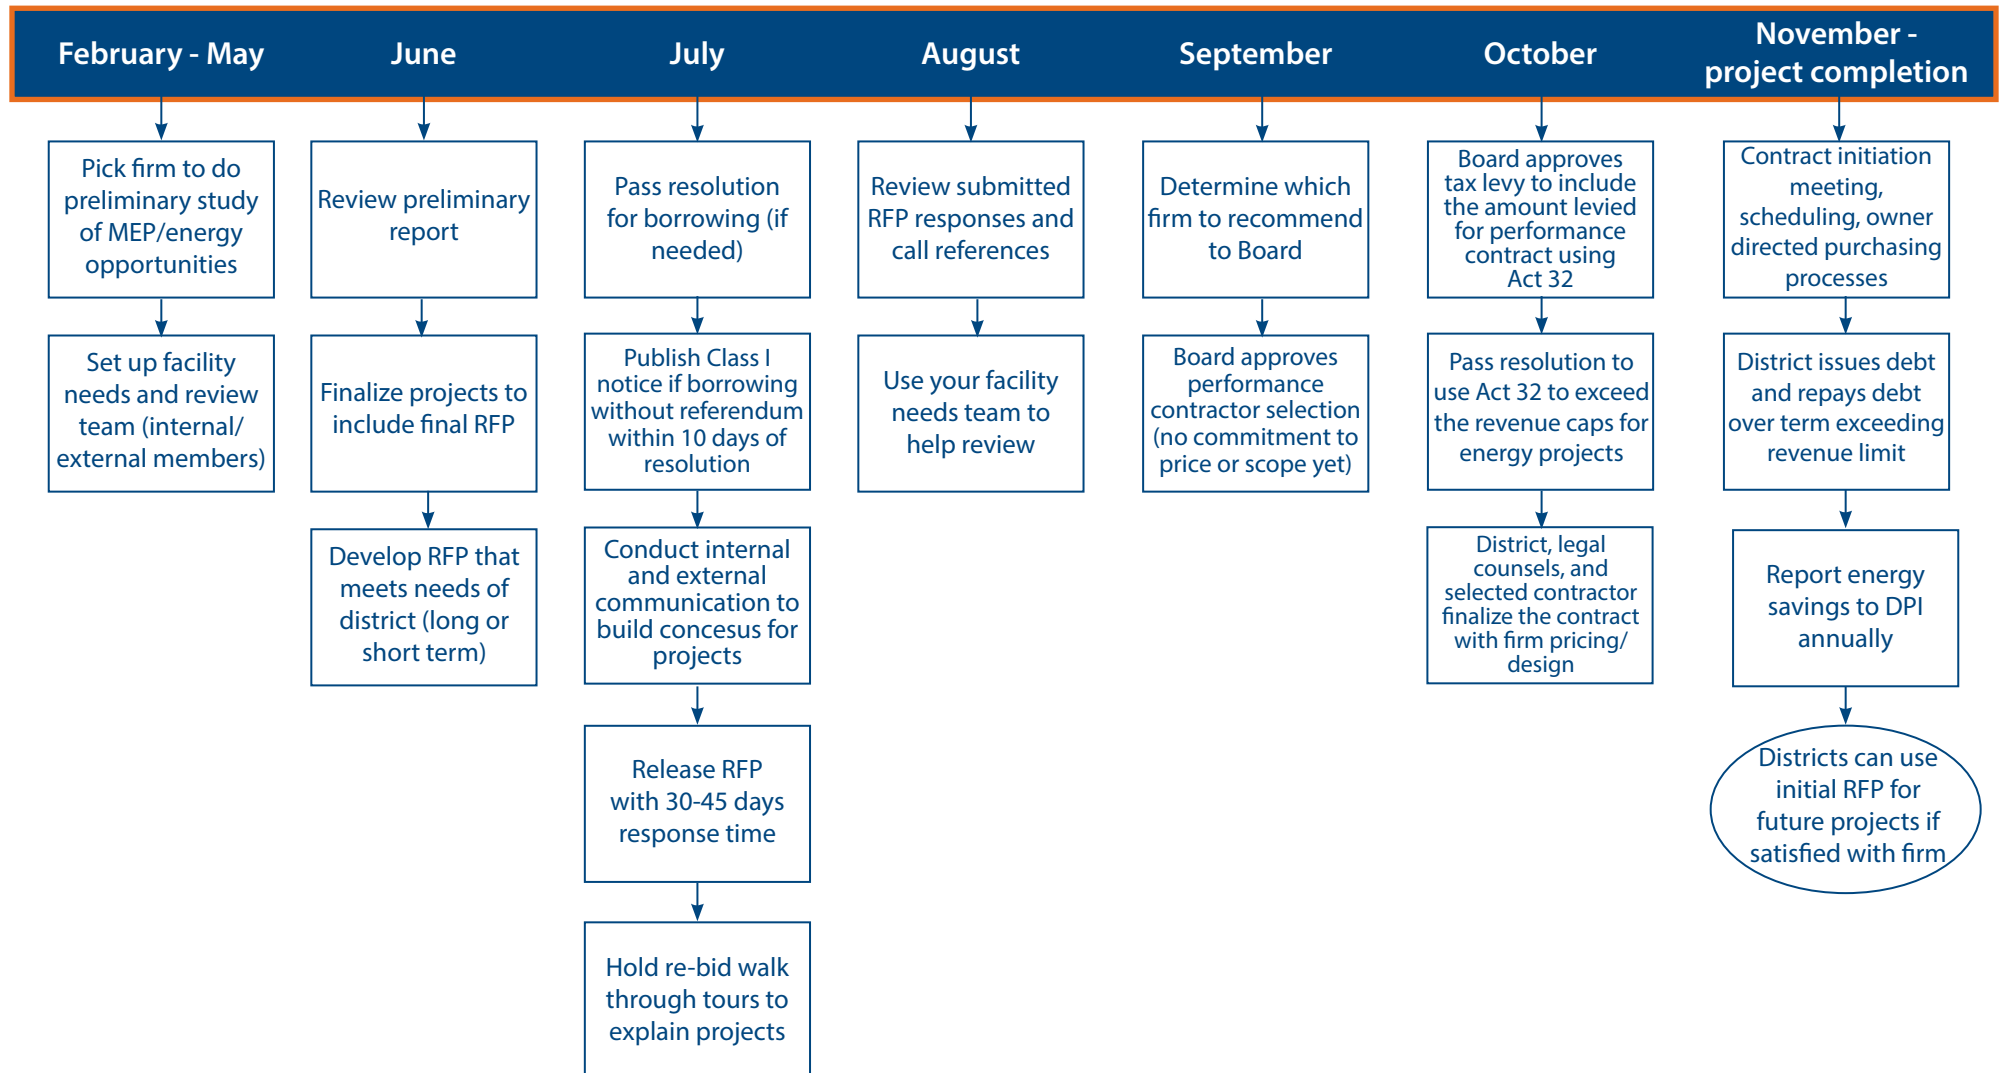 February - May
June
July
August
September
October
November -
project completion
Pick firm to do
preliminary study
of MEP/energy
opportunities
Set up facility
needs and review
team (internal/
external members)
Review preliminary
report
Finalize projects to
include final RFP
Develop RFP that
meets needs of
district (long or
short term)
Pass resolution
for borrowing (if
needed)
Publish Class I
notice if borrowing
without referendum
within 10 days of
resolution
Conduct internal
and external
communication to
build concesus for
projects
Release RFP
with 30-45 days
response time
Hold re-bid walk
through tours to
explain projects
Review submitted
RFP responses and
call references
Use your facility
needs team to
help review
Determine which
firm to recommend
to Board
Board approves
performance
contractor selection
(no commitment to
price or scope yet)
Board approves
tax levy to include
the amount levied
for performance
contract using
Act 32
Pass resolution to
use Act 32 to exceed
the revenue caps for
energy projects
District, legal
counsels, and
selected contractor
finalize the contract
with firm pricing/
design
Contract initiation
meeting,
scheduling, owner
directed purchasing
processes
District issues debt
and repays debt
over term exceeding
revenue limit
Report energy
savings to DPI
annually
Districts can use
initial RFP for
future projects if
satisfied with firm